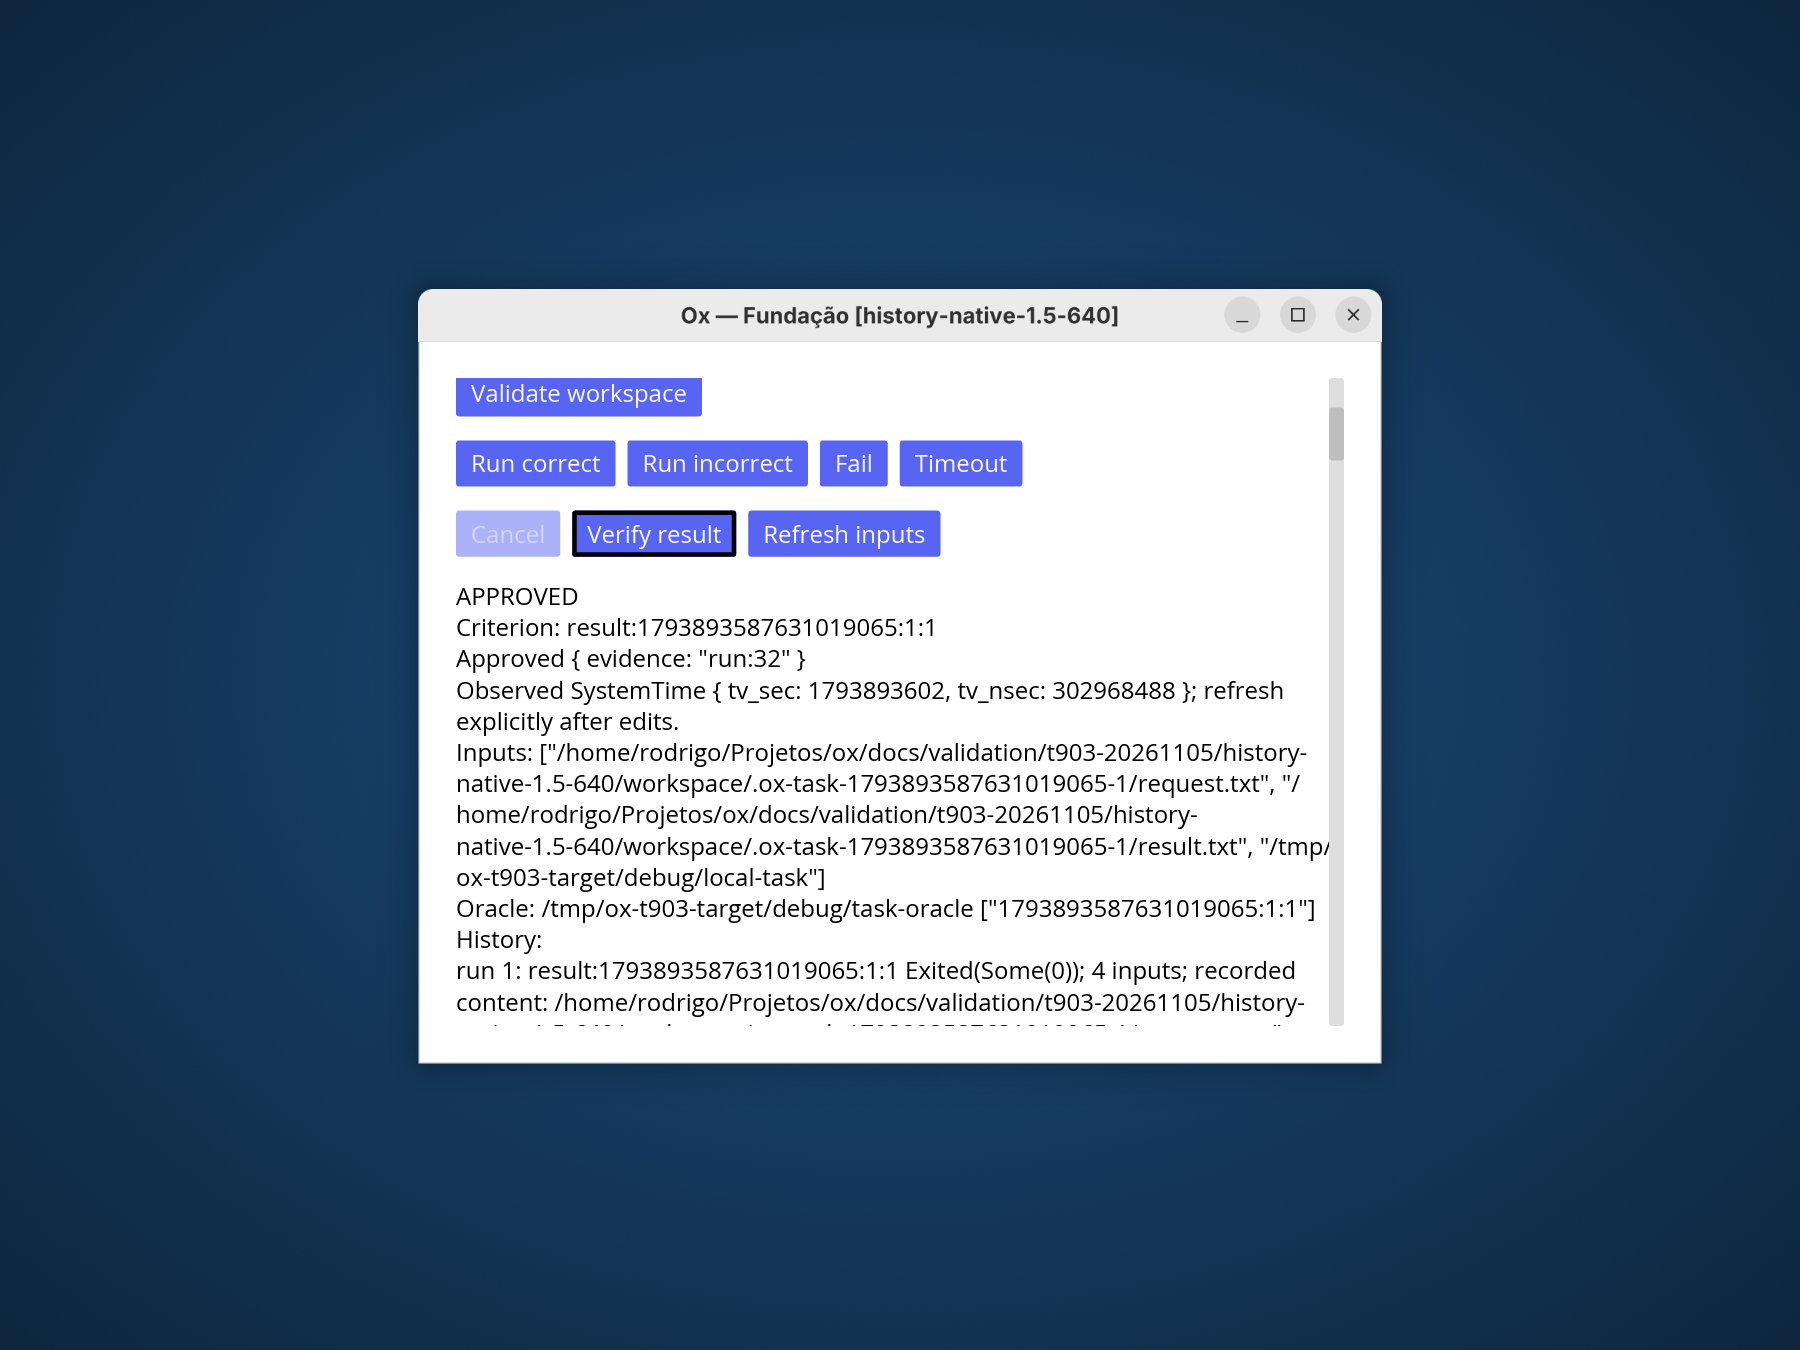 Ox — Fundação [history-native-1.5-640]
Validate workspace
Run correct Run incorrect Fail Timeout
Cancel Verify result Refresh inputs
APPROVED
Criterion: result:1793893587631019065:1:1
Approved { evidence: "run:32" }
Observed SystemTime { tv_sec: 1793893602, tv_nsec: 302968488 }; refresh
explicitly after edits.
Inputs: ["/home/rodrigo/Projetos/ox/docs/validation/t903-20261105/history-
native-1.5-640/workspace/.ox-task-1793893587631019065-1/request.txt", "/
home/rodrigo/Projetos/ox/docs/validation/t903-20261105/history-
native-1.5-640/workspace/.ox-task-1793893587631019065-1/result.txt", "/tmp/
ox-t903-target/debug/local-task"]
Oracle: /tmp/ox-t903-target/debug/task-oracle ["1793893587631019065:1:1"]
History:
run 1: result:1793893587631019065:1:1 Exited(Some(0)); 4 inputs; recorded
content: /home/rodrigo/Projetos/ox/docs/validation/t903-20261105/history-